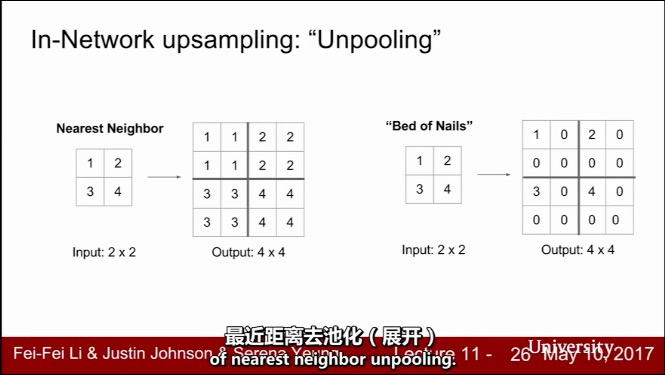 In-Network upsampling: “Unpooling”
Nearest Neighbor
1 2
3 4
Input: 2 x 2
1 1 2 2
1 1 2 2
3 3 4 4
3 3 4 4
Output: 4 x 4
“Bed of Nails”
1 2
3 4
Input: 2 x 2
1 0 2 0
0 0 0 0
3 0 4 0
0 0 0 0
Output: 4 x 4
最近距离去池化（展开）
of nearest neighbor unpooling.
Fei-Fei Li & Justin Johnson & Serena Yeung
Lecture 11 - 26 May 10, 2017
University